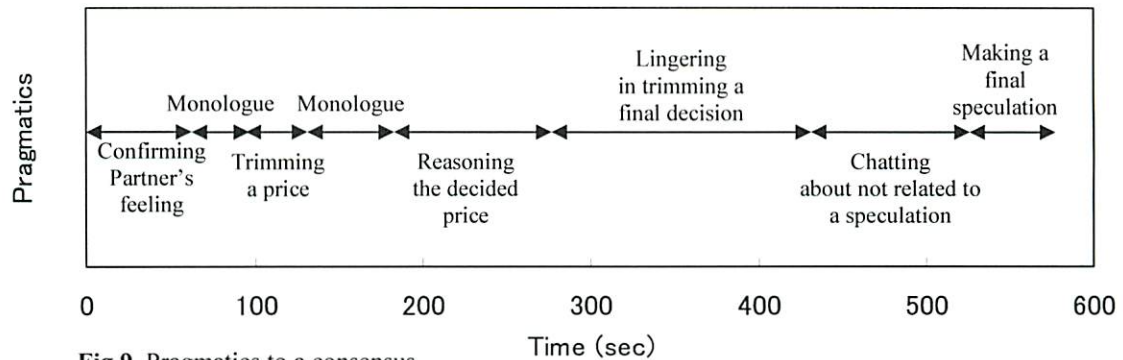 Pragmatics
Monologue
Monologue
Lingering
in trimming a
final decision
Making a
final
speculation
Confirming
Partner's
feeling
Trimming
a price
Reasoning
the decided
price
Chatting
about not related to
a speculation
0 100 200 300 400 500 600
Time (sec)
Fig 9. Pragmatics to a consensus